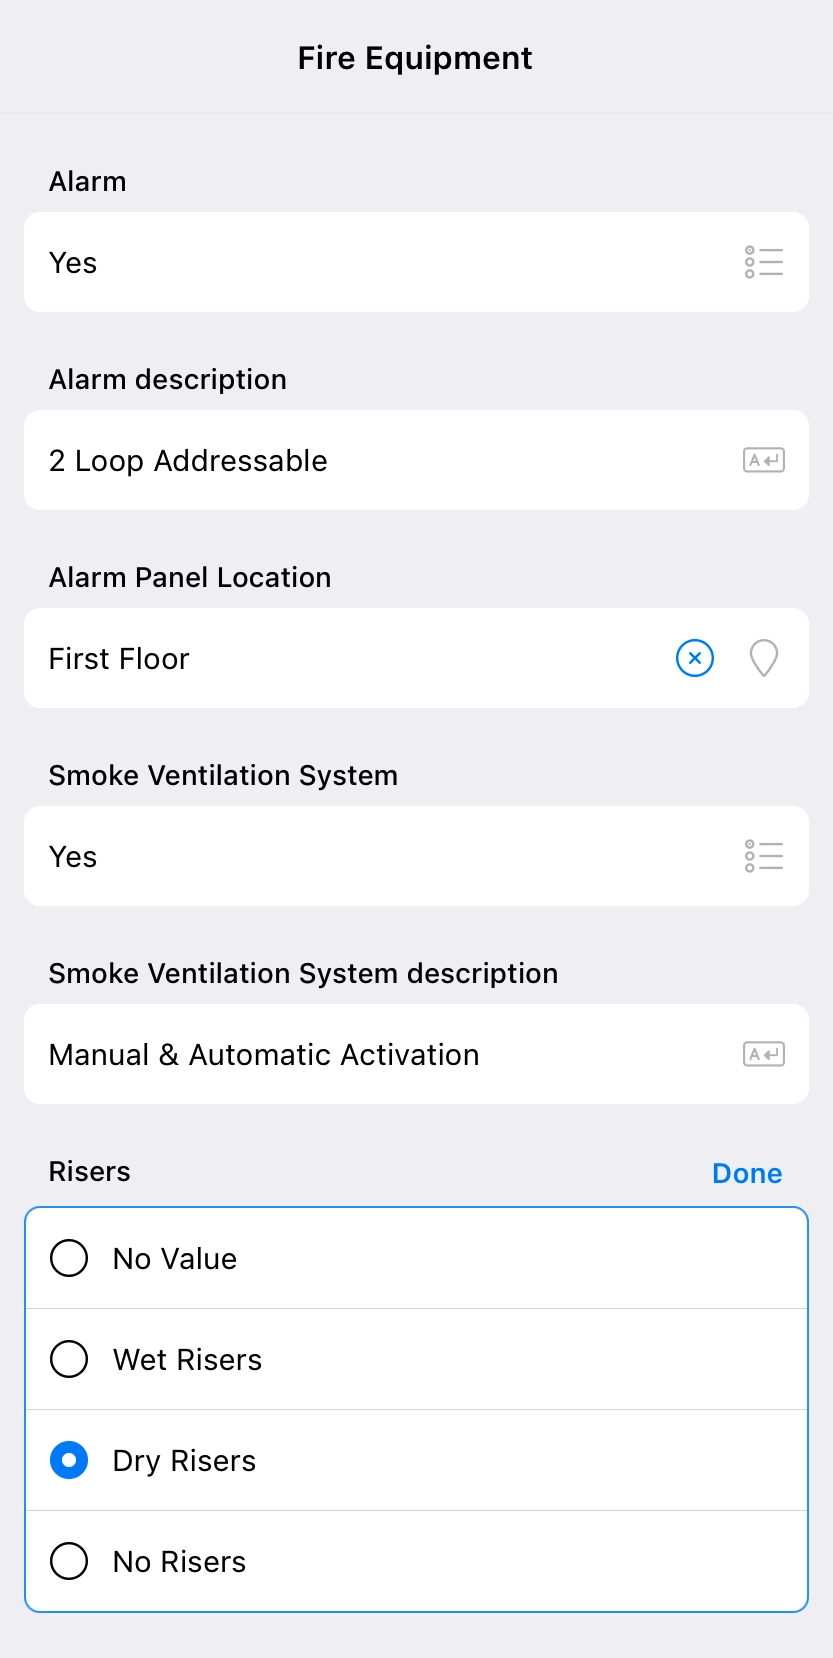 Fire Equipment
Alarm
Yes
Alarm description
2 Loop Addressable
Alarm Panel Location
First Floor
Smoke Ventilation System
Yes
Smoke Ventilation System description
Manual & Automatic Activation
Risers
Done
No Value
Wet Risers
Dry Risers
No Risers